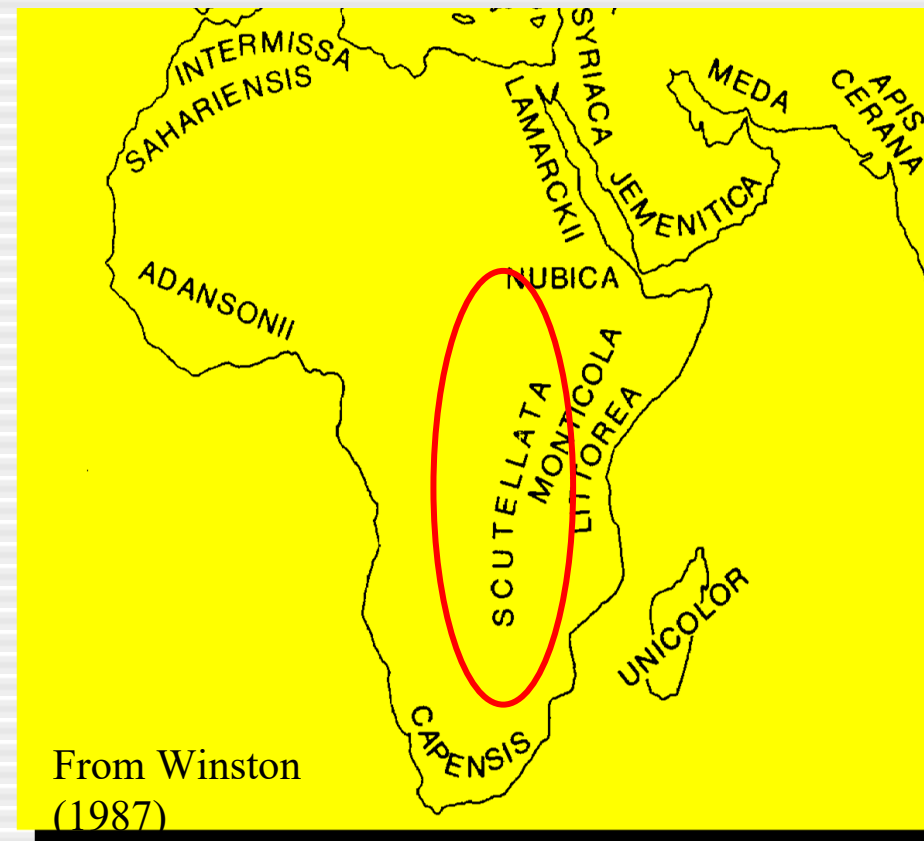 INTERMISSA
SAHARIENSIS
SYRIACA
LAMARCKII
MEDA
APIS
CERANA
JEMENITICA
NUBICA
ADANSONII
SCUTELLATA
MONTICOLA
LITTOREA
UNICOLOR
CAPENSIS
From Winston
(1987)